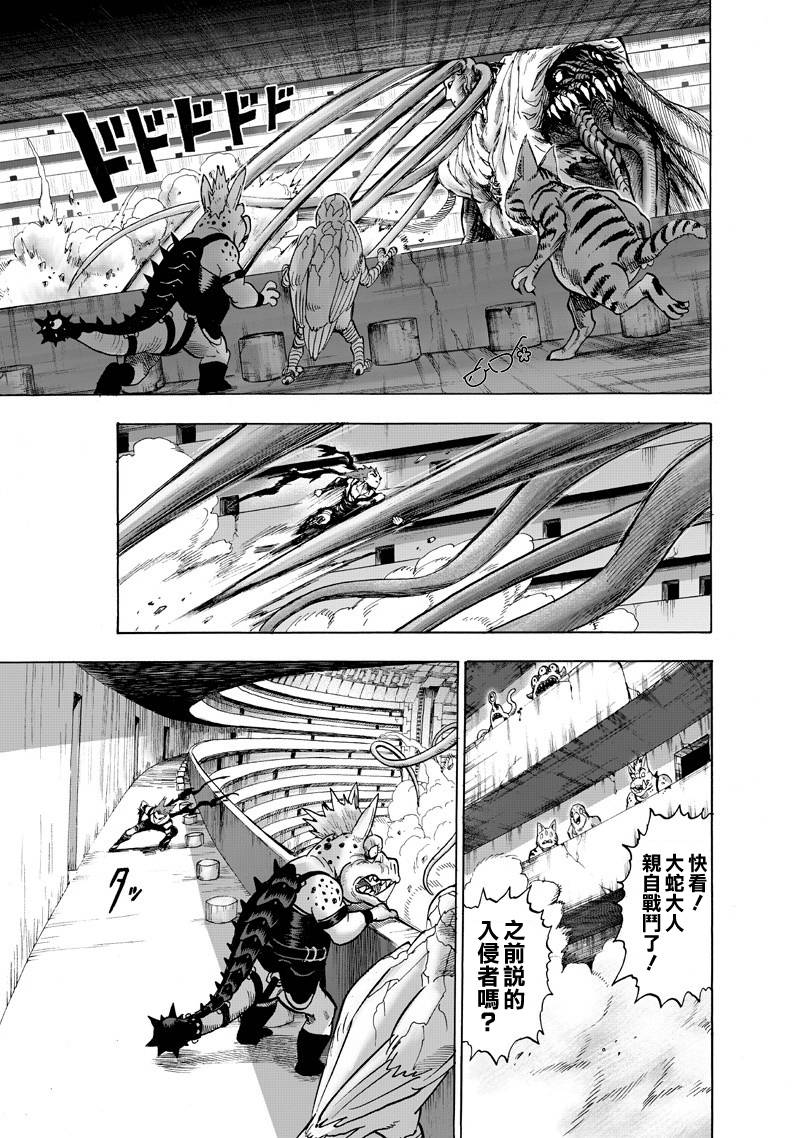 ドドドドド
快看！
大蛇大人
親自戰鬥了！
之前說的
入侵者嗎？
タッ